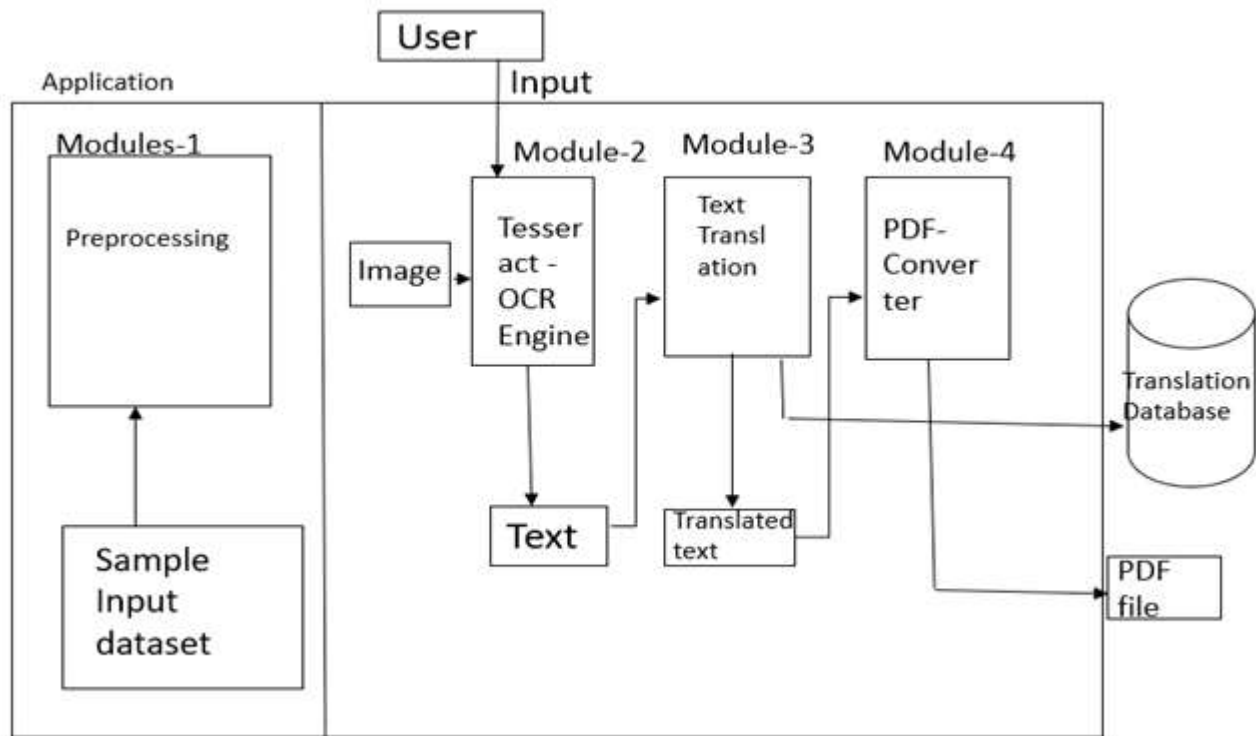 User
Input
Application
Modules-1
Preprocessing
Sample
Input
dataset
Module-2
Image
Tesser
act -
OCR
Engine
Text
Module-3
Text
Transl
ation
Translated
text
Module-4
PDF-
Conver
ter
Translation
Database
PDF
file